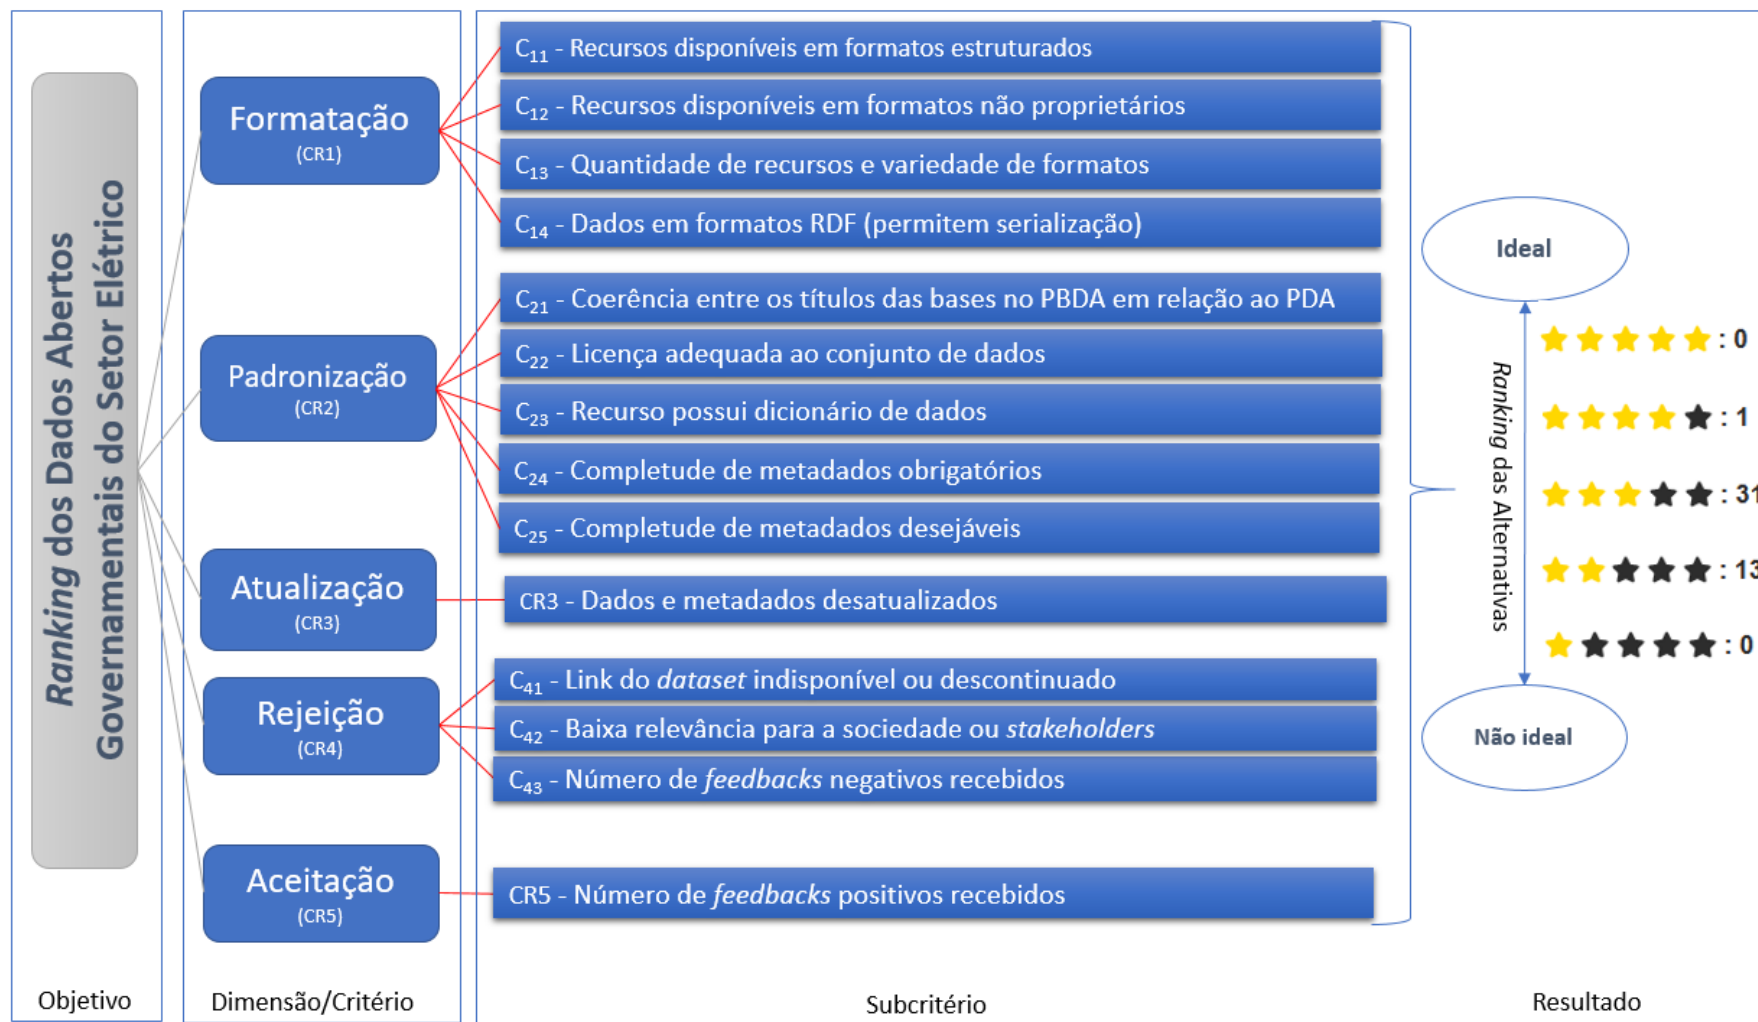 Ranking dos Dados Abertos
Governamentais do Setor Elétrico
Formatação
(CR1)
C11 - Recursos disponíveis em formatos estruturados
C12 - Recursos disponíveis em formatos não proprietários
C13 - Quantidade de recursos e variedade de formatos
C14 - Dados em formatos RDF (permitem serialização)
Padronização
(CR2)
C21 - Coerência entre os títulos das bases no PBDA em relação ao PDA
C22 - Licença adequada ao conjunto de dados
C23 - Recurso possui dicionário de dados
C24 - Completude de metadados obrigatórios
C25 - Completude de metadados desejáveis
Atualização
(CR3)
CR3 - Dados e metadados desatualizados
Rejeição
(CR4)
C41 - Link do dataset indisponível ou descontinuado
C42 - Baixa relevância para a sociedade ou stakeholders
C43 - Número de feedbacks negativos recebidos
Aceitação
(CR5)
CR5 - Número de feedbacks positivos recebidos
Ideal
Ranking das Alternativas
: 0
: 1
: 31
: 13
: 0
Não ideal
Objetivo
Dimensão/Critério
Subcritério
Resultado